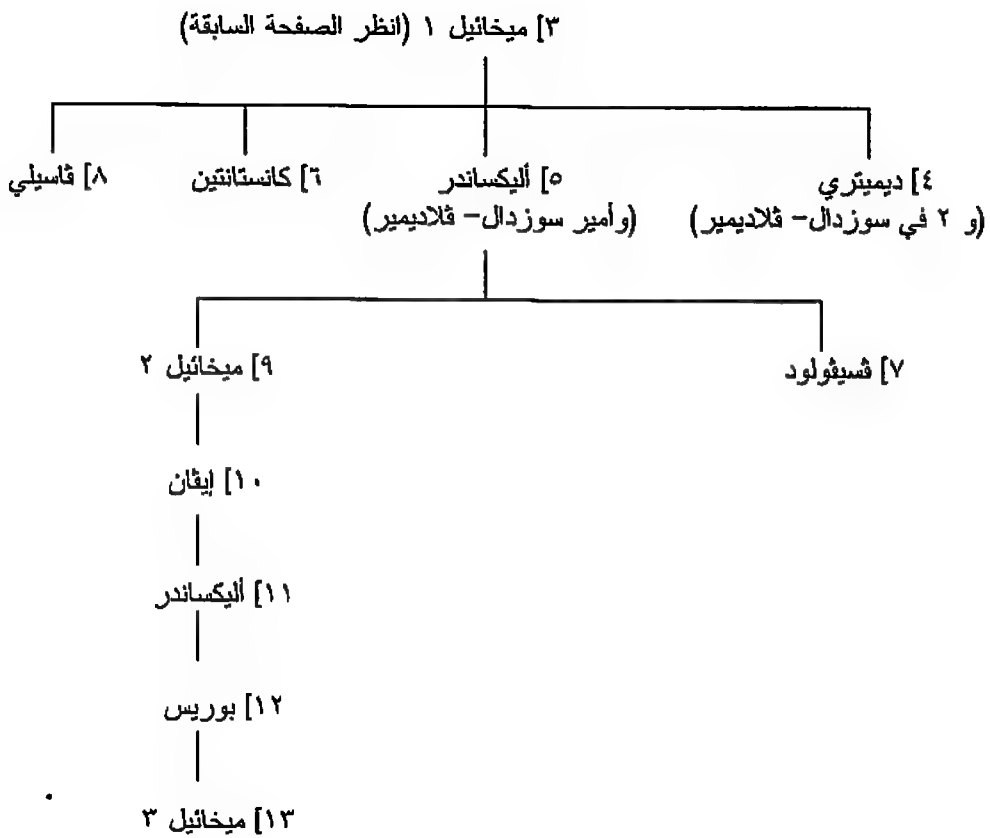 ٣] ميخائيل ١ (انظر الصفحة السابقة)
٤] ديميتري
(و ٢ في سوزدال- ڤلاديمير)
٥] أليكساندر
(وأمير سوزدال- ڤلاديمير)
٦] كانستانتين
٨] ڤاسيلي
٧] ڤسيڤولود
٩] ميخائيل ٢
١٠] إيڤان
١١] أليكساندر
١٢] بوريس
١٣] ميخائيل ٣